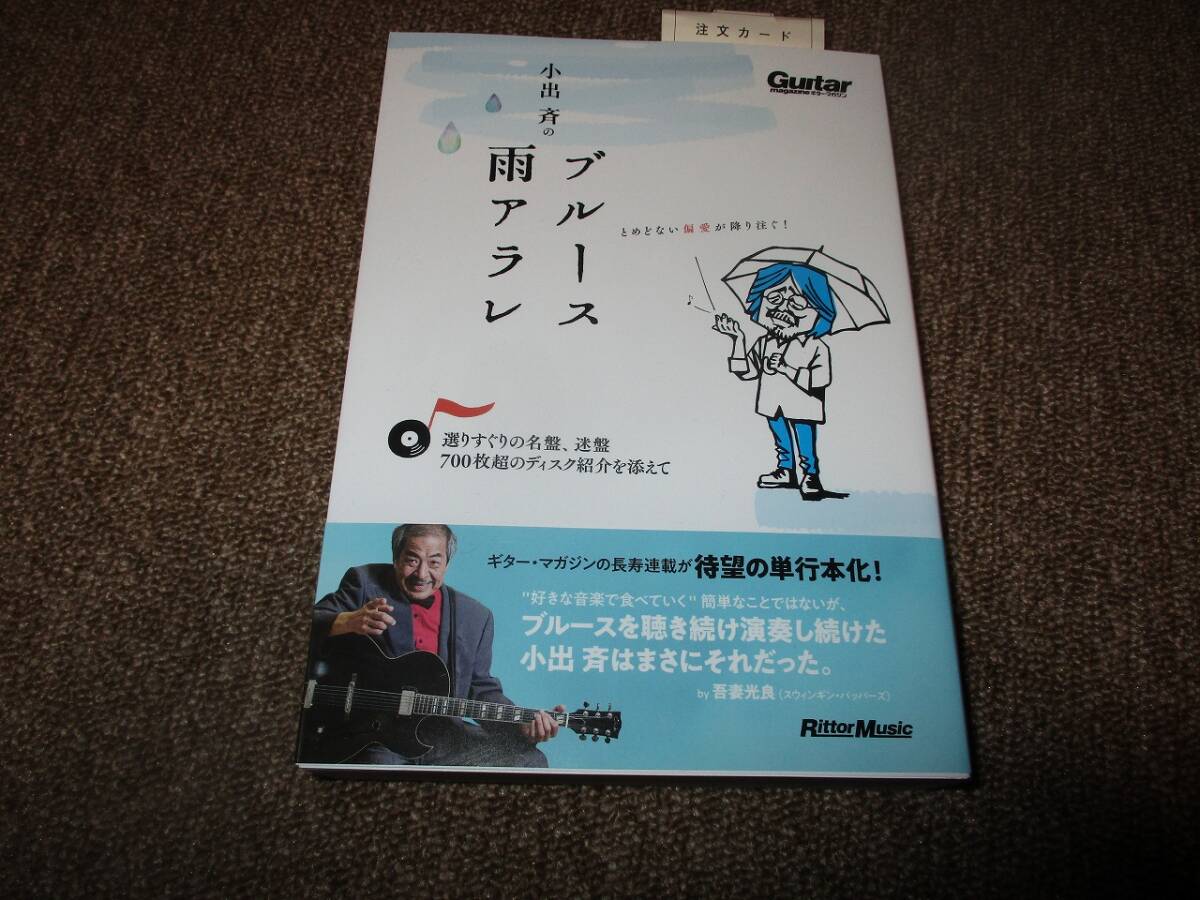 注文カード
Guitar
magazine ギター・マガジン
小出 斉の
ブルース
雨アラレ
とめどない偏愛が降り注ぐ!
選りすぐりの名盤、迷盤
700枚超のディスク紹介を添えて
ギター・マガジンの長寿連載が待望の単行本化!
"好きな音楽で食べていく" 簡単なことではないが、
ブルースを聴き続け演奏し続けた
小出 斉はまさにそれだった。
by 吾妻光良(スウィンギン・バッパーズ)
Rittor Music